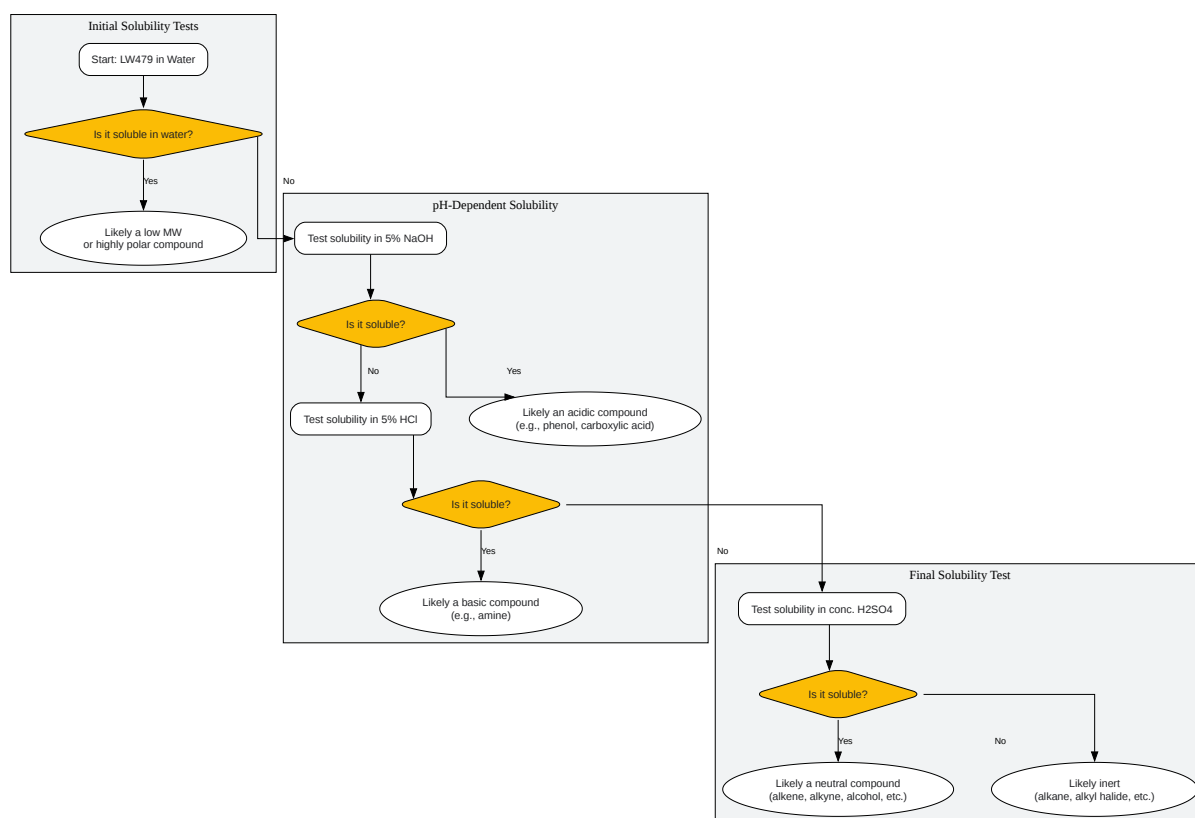 Initial Solubility Tests
Start: LW479 in Water
Is it soluble in water?
Yes
No
Likely a low MW
or highly polar compound
pH-Dependent Solubility
Test solubility in 5% NaOH
Is it soluble?
No
Yes
Test solubility in 5% HCl
Likely an acidic compound
(e.g., phenol, carboxylic acid)
Is it soluble?
Yes
No
Likely a basic compound
(e.g., amine)
Final Solubility Test
Test solubility in conc. H2SO4
Is it soluble?
Yes
No
Likely a neutral compound
(alkene, alkyne, alcohol, etc.)
Likely inert
(alkane, alkyl halide, etc.)